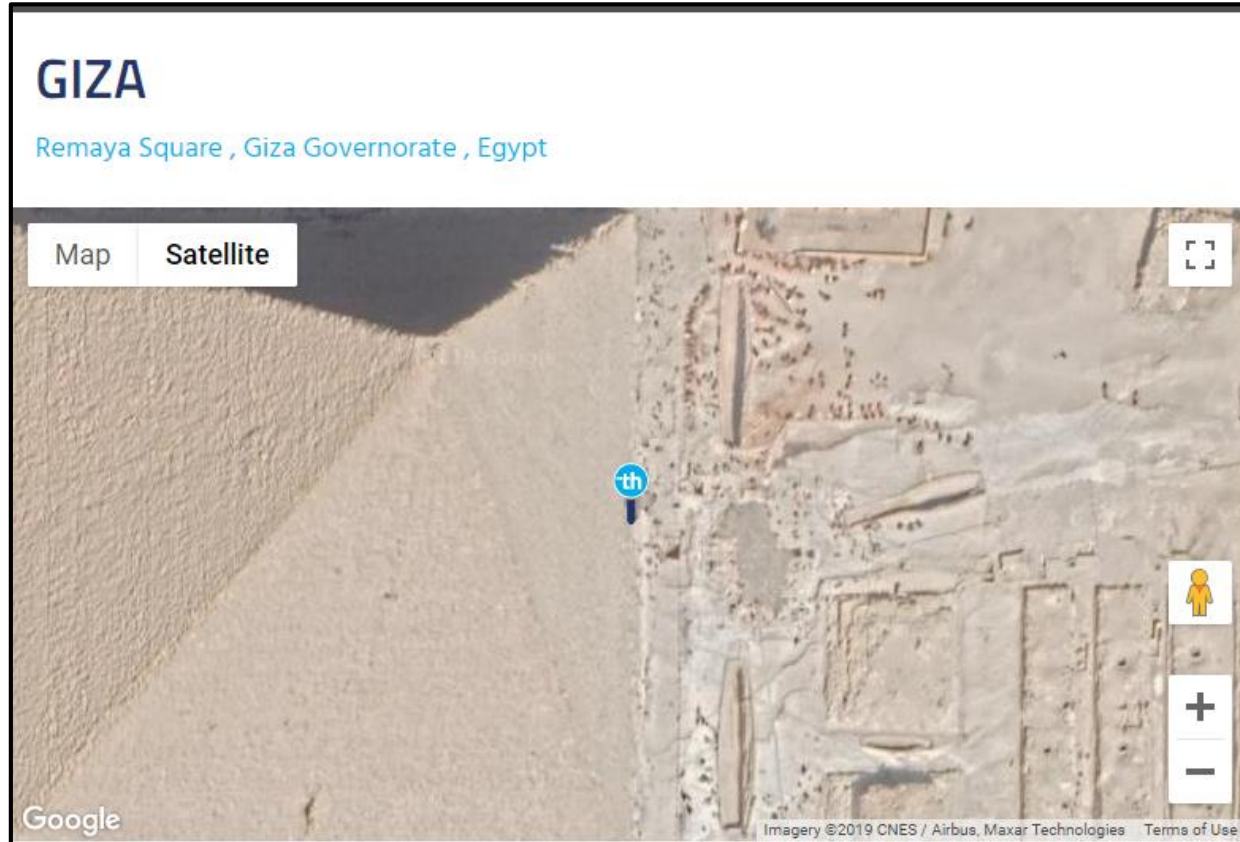 GIZA
Remaya Square , Giza Governorate , Egypt
Map Satellite
-th
Google
Imagery ©2019 CNES / Airbus, Maxar Technologies Terms of Use